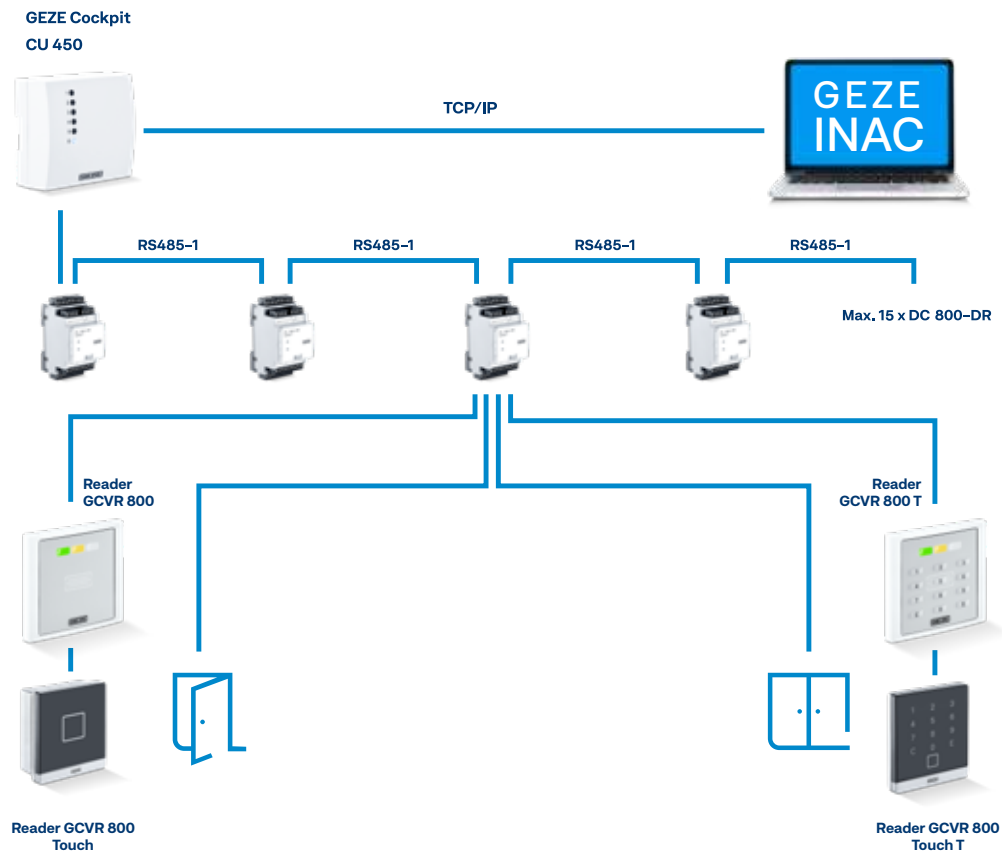 GEZE Cockpit
CU 450
TCP/IP
GEZE
INAC
RS485-1
RS485-1
RS485-1
RS485-1
Max. 15 x DC 800-DR
Reader
GCVR 800
Reader
GCVR 800 T
Reader GCVR 800
Touch
Reader GCVR 800
Touch T